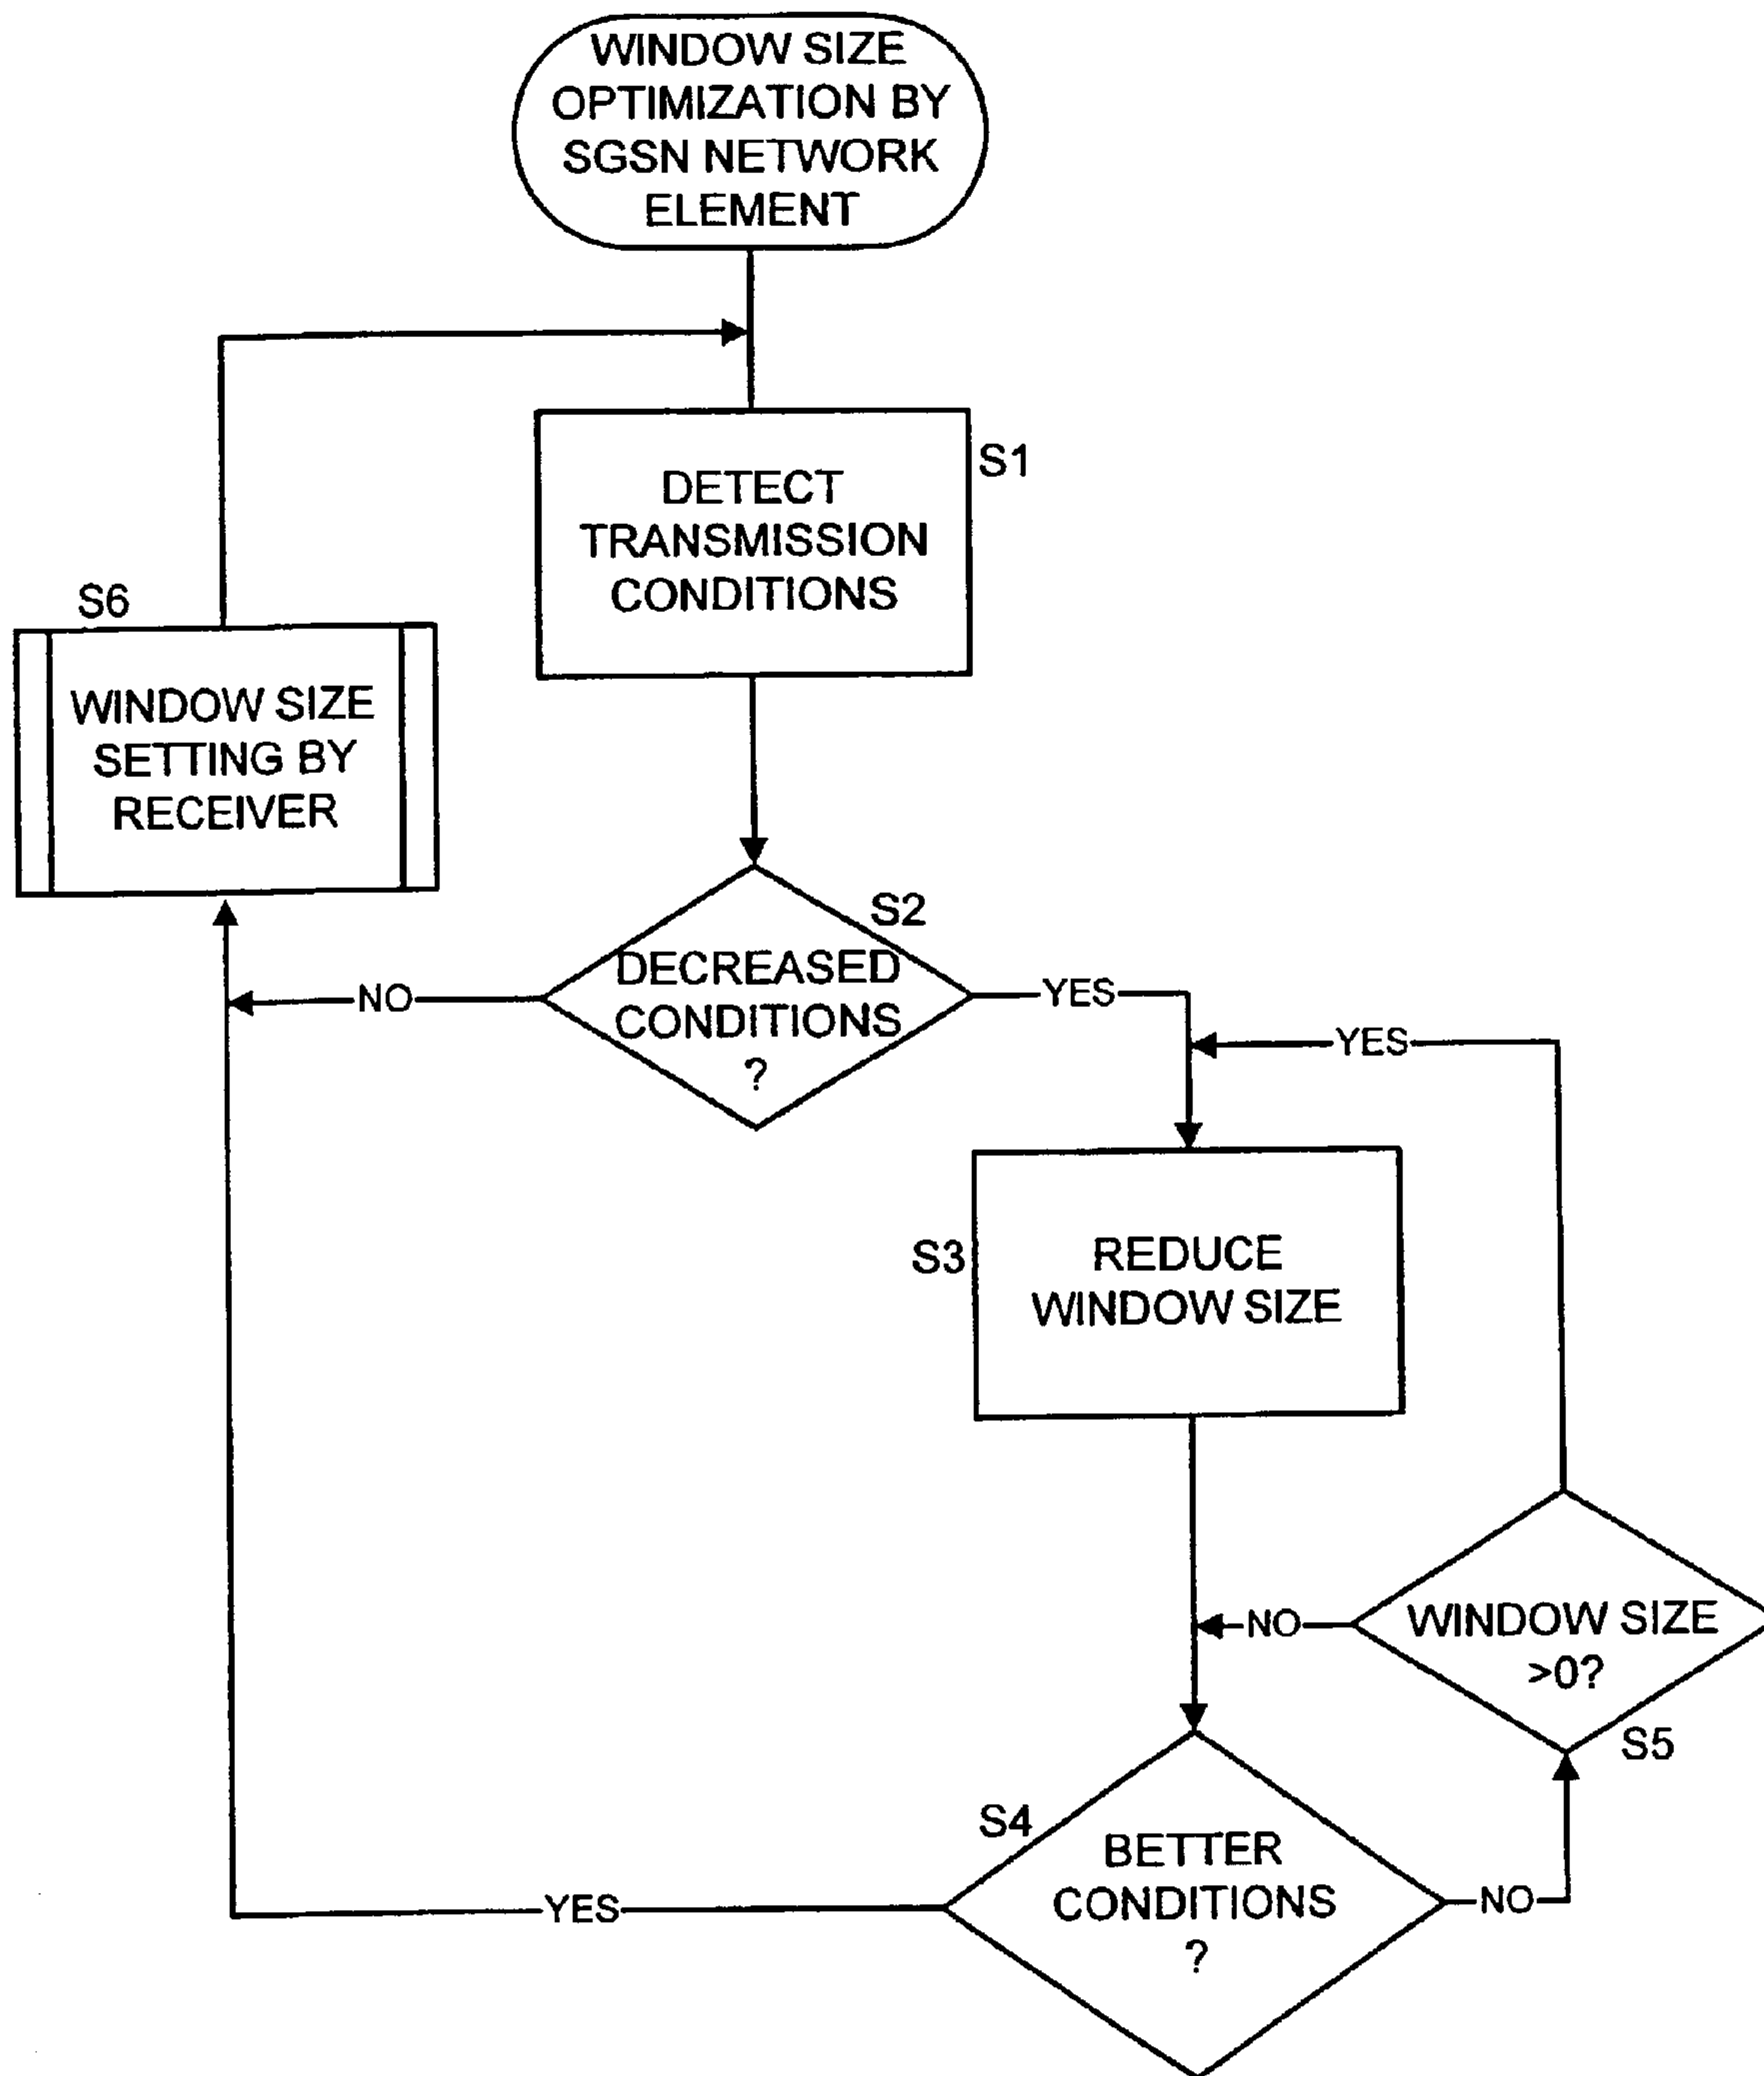 WINDOW SIZE
OPTIMIZATION BY
SGSN NETWORK
ELEMENT
S1
DETECT
TRANSMISSION
CONDITIONS
S6
WINDOW SIZE
SETTING BY
RECEIVER
S2
DECREASED
CONDITIONS
?
NO
YES
YES
S3
REDUCE
WINDOW SIZE
NO
WINDOW SIZE
>0?
S5
S4
BETTER
CONDITIONS
?
YES
NO